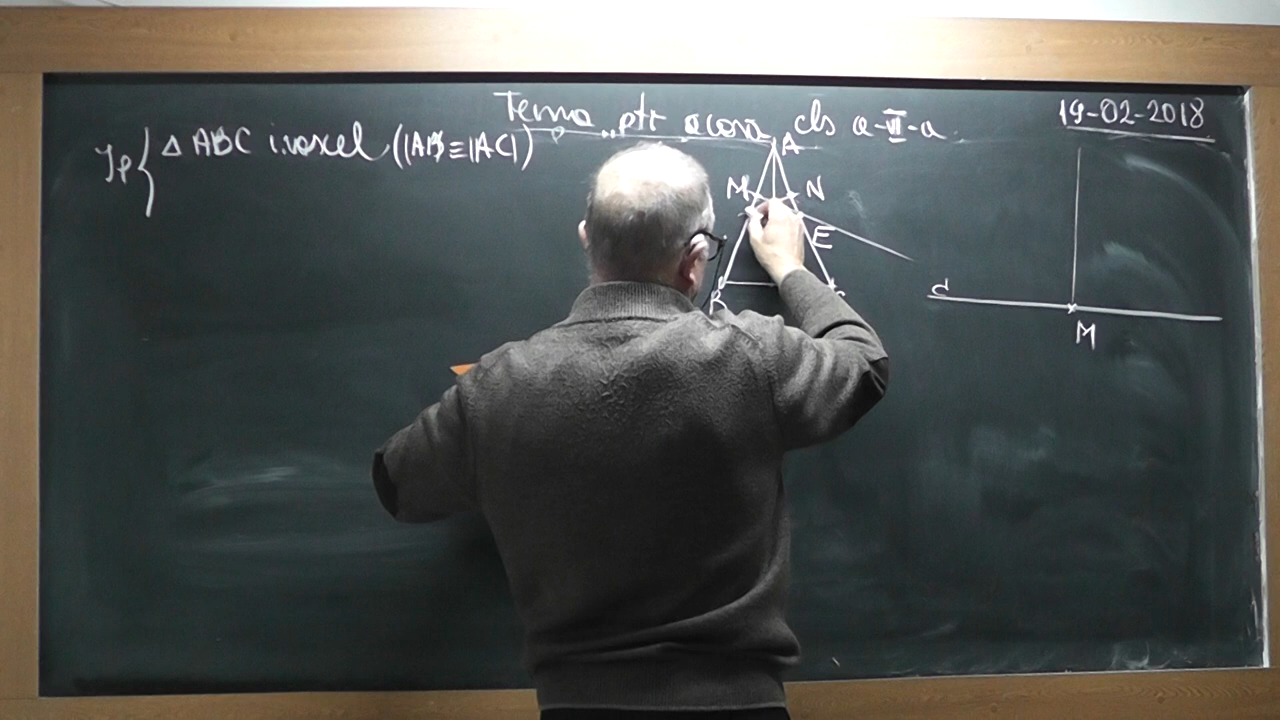 Tema ptr acasă cls a-VI-a
19-02-2018
Ip { Δ ABC isoscel (|AB|≡|AC|)
A
M N
E
B C
d
M